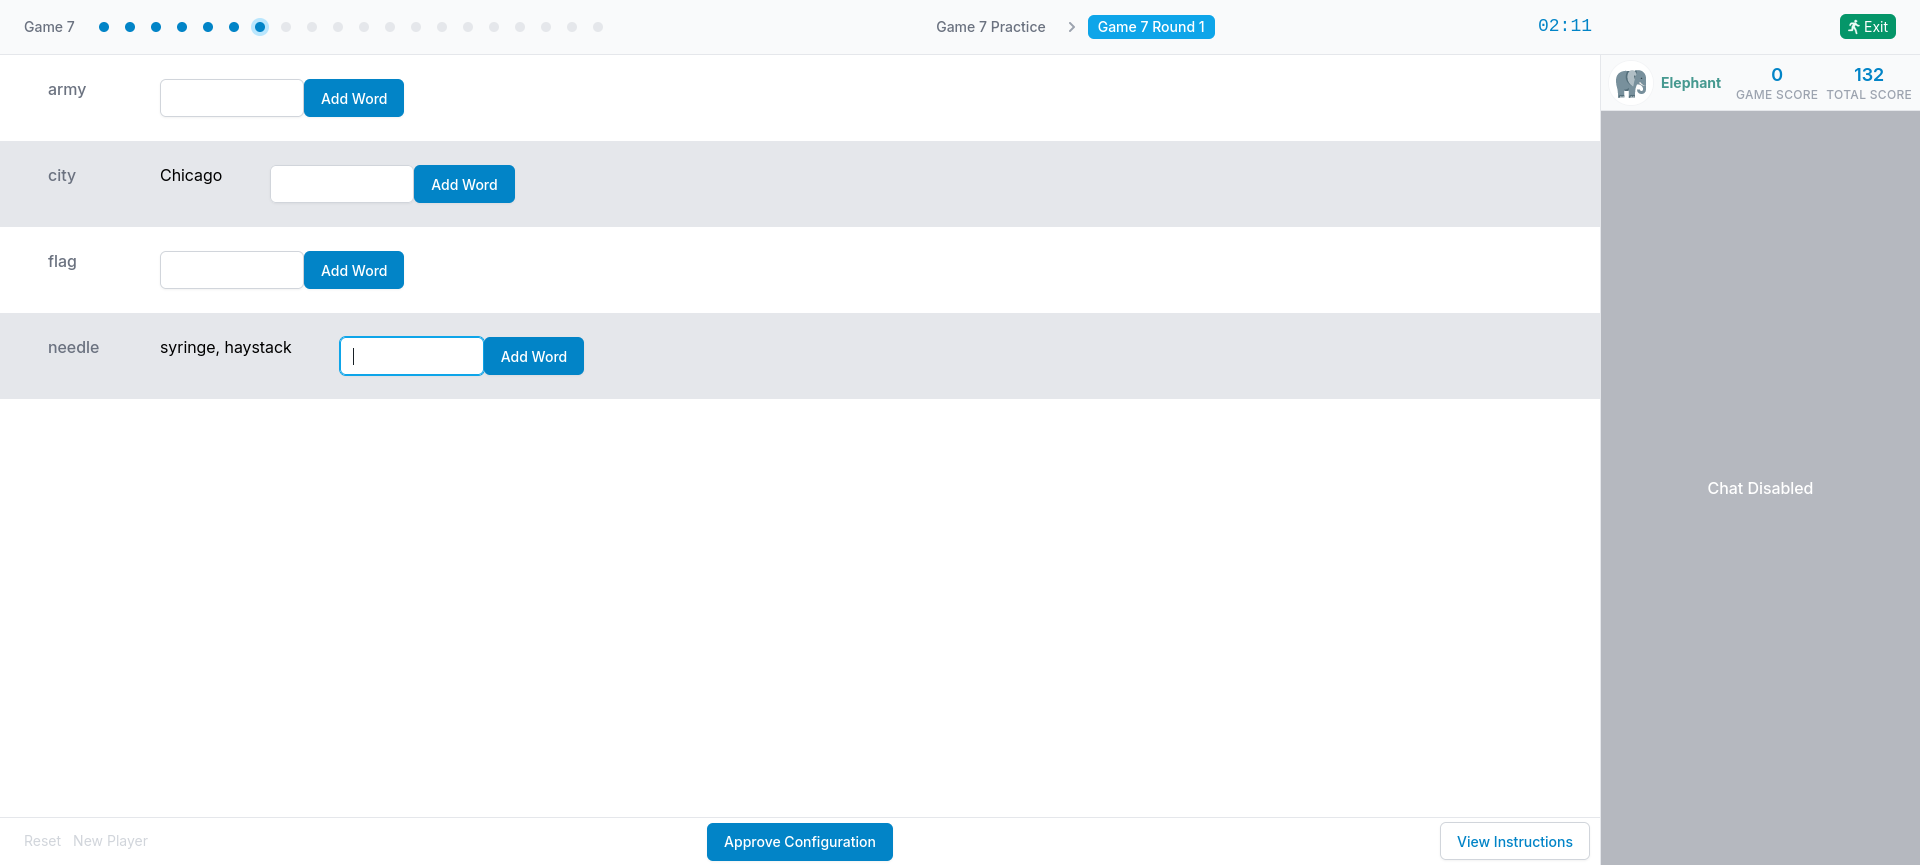 Game 7
Game 7 Practice
Game 7 Round 1
02:11
Exit
Elephant
0
GAME SCORE
132
TOTAL SCORE
army
Add Word
city
Chicago
Add Word
flag
Add Word
needle
syringe, haystack
Add Word
Chat Disabled
Reset
New Player
Approve Configuration
View Instructions